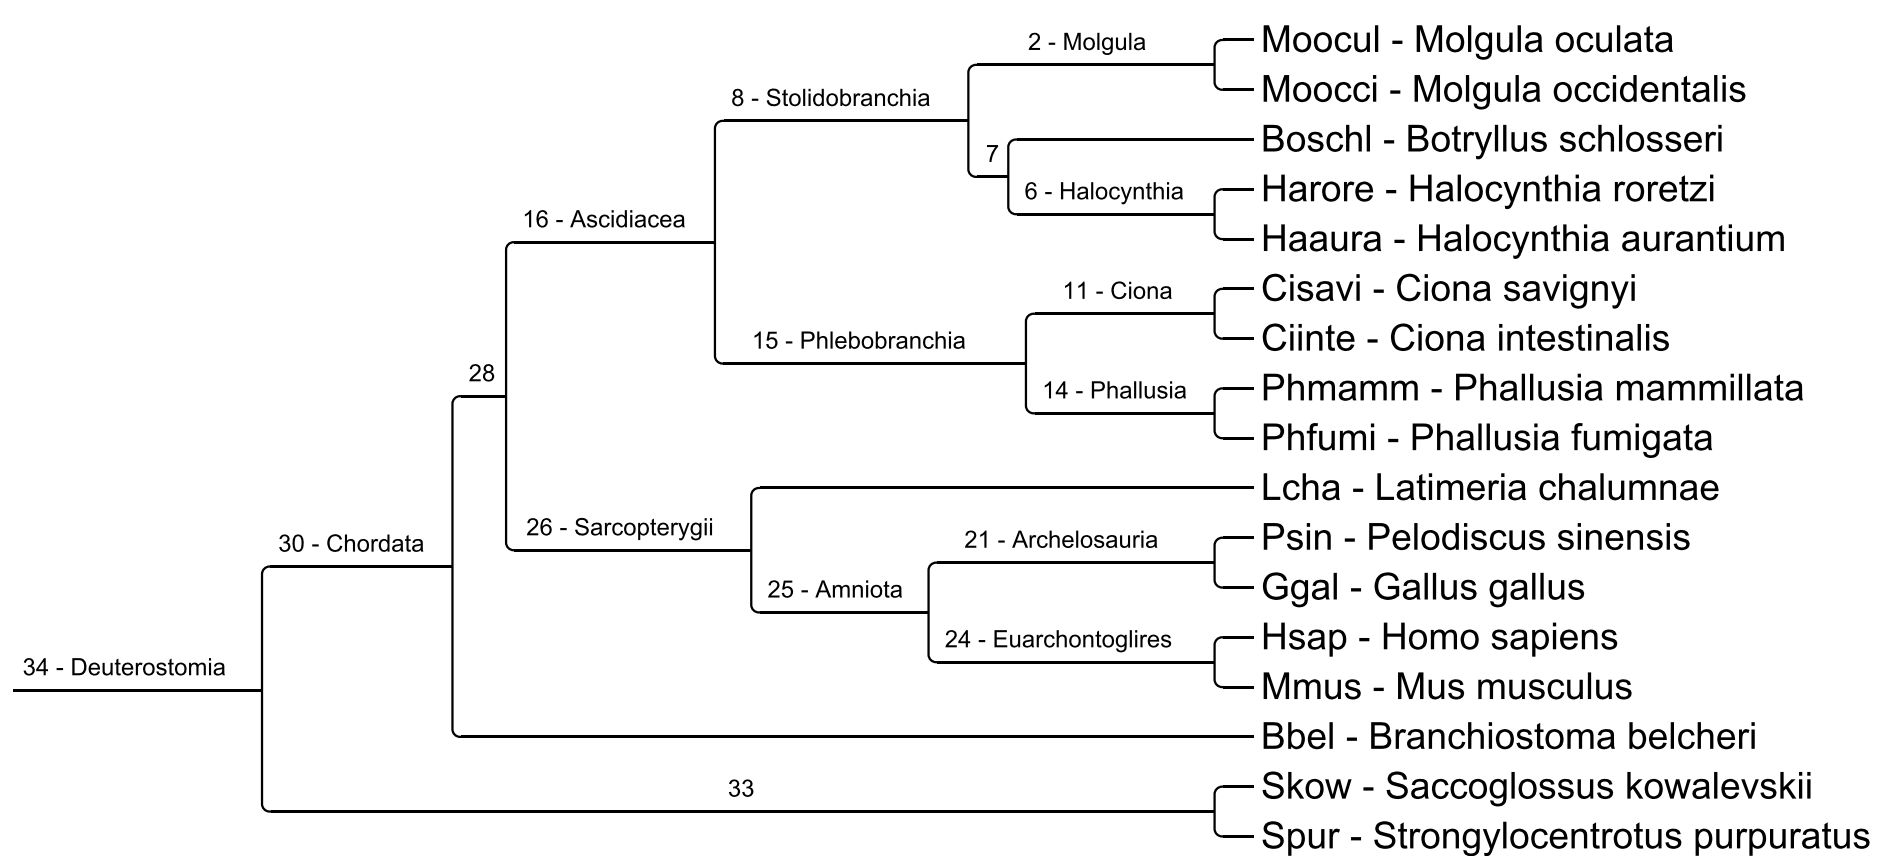 2 - Molgula
Moocul - Molgula oculata
Moocci - Molgula occidentalis
8 - Stolidobranchia
Boschl - Botryllus schlosseri
7
6 - Halocynthia
Harore - Halocynthia roretzi
Haaura - Halocynthia aurantium
16 - Ascidiacea
11 - Ciona
Cisavi - Ciona savignyi
Ciinte - Ciona intestinalis
15 - Phlebobranchia
14 - Phallusia
Phmamm - Phallusia mammillata
Phfumi - Phallusia fumigata
28
Lcha - Latimeria chalumnae
26 - Sarcopterygii
21 - Archelosauria
Psin - Pelodiscus sinensis
Ggal - Gallus gallus
25 - Amniota
24 - Euarchontoglires
Hsap - Homo sapiens
Mmus - Mus musculus
30 - Chordata
Bbel - Branchiostoma belcheri
34 - Deuterostomia
33
Skow - Saccoglossus kowalevskii
Spur - Strongylocentrotus purpuratus